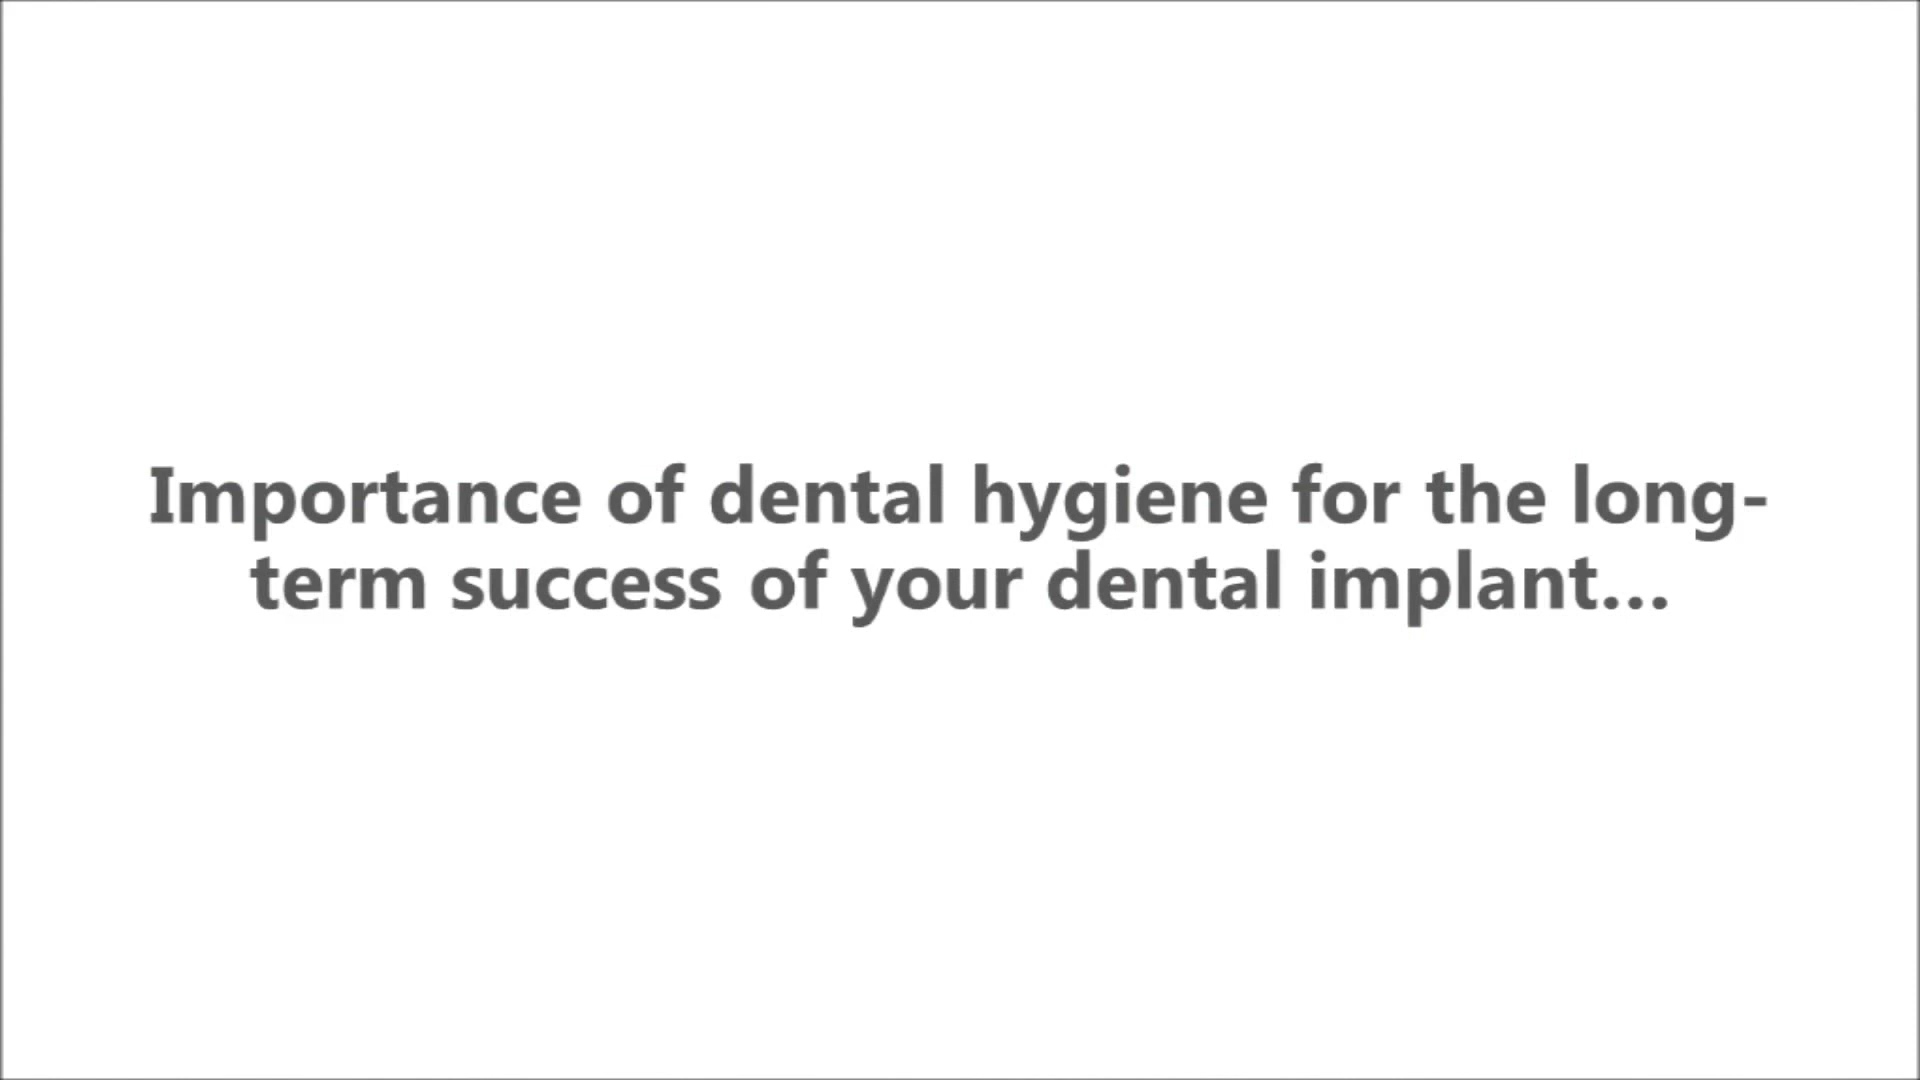 Importance of dental hygiene for the long-
term success of your dental implant...